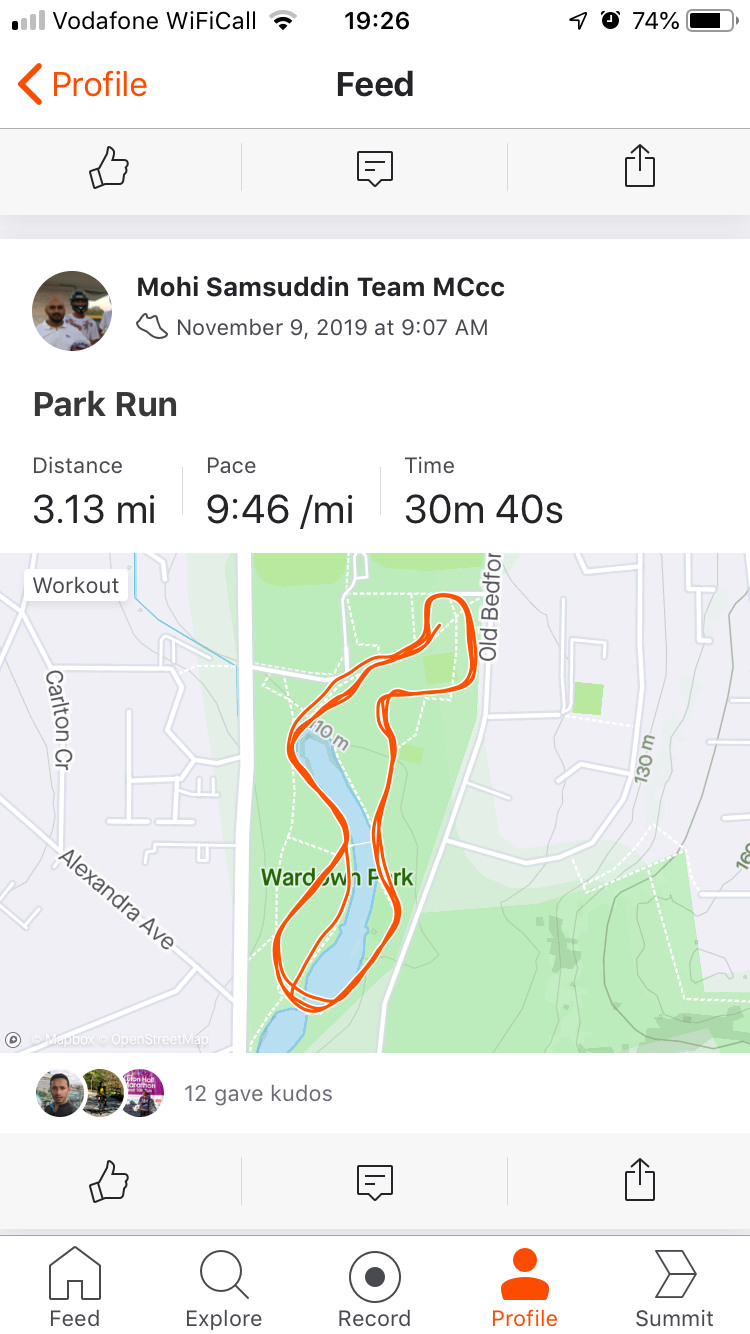 Vodafone WiFiCall 19:26 74%
Profile Feed
Mohi Samsuddin Team MCcc
November 9, 2019 at 9:07 AM
Park Run
Distance Pace Time
3.13 mi 9:46 /mi 30m 40s
Workout
Old Bedfor
Carlton Cr
110 m
130 m
160
Alexandra Ave
Wardown Park
© Mapbox © OpenStreetMap
12 gave kudos
Feed Explore Record Profile Summit